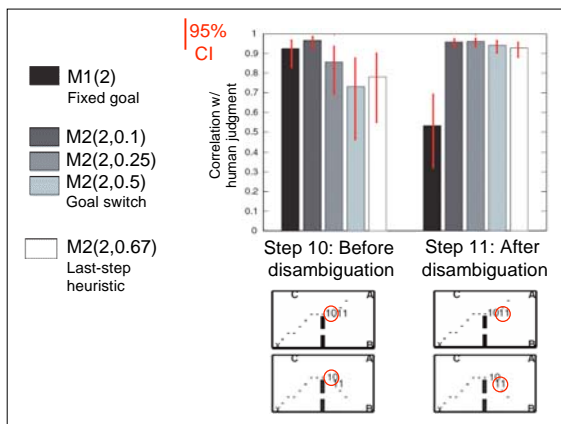 95%
CI
M1(2)
Fixed goal
M2(2,0.1)
M2(2,0.25)
M2(2,0.5)
Goal switch
M2(2,0.67)
Last-step
heuristic
Correlation w/
human judgment
1
0.9
0.8
0.7
0.6
0.5
0.4
0.3
0.2
0.1
0
Step 10: Before
disambiguation
Step 11: After
disambiguation
C A
10 11
x B
C A
10 11
x B
C A
10
11
x B
C A
10
11
x B